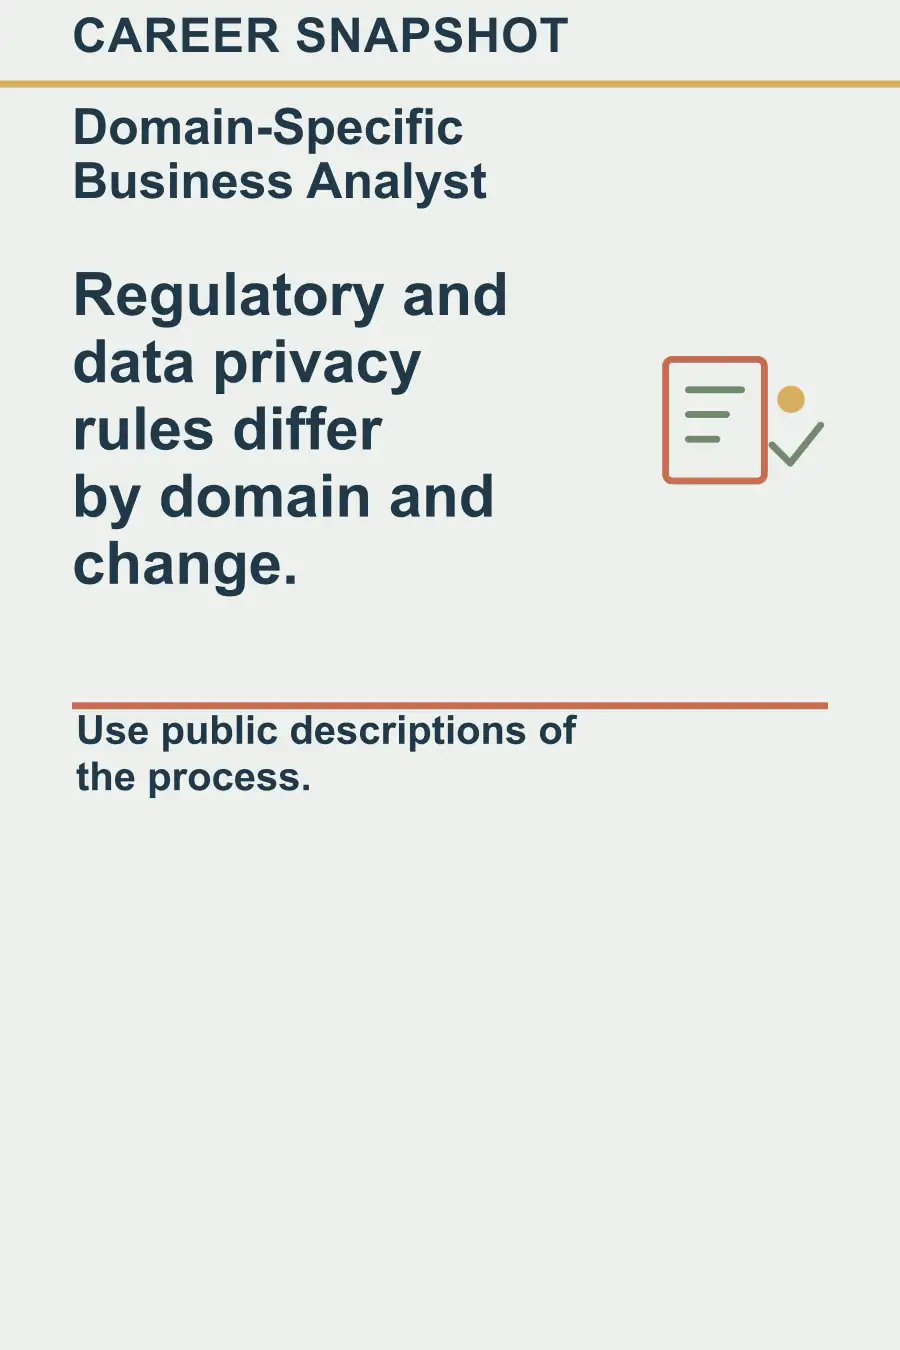 CAREER SNAPSHOT
Domain-Specific
Business Analyst
Regulatory and
data privacy
rules differ
by domain and
change.
Use public descriptions of
the process.